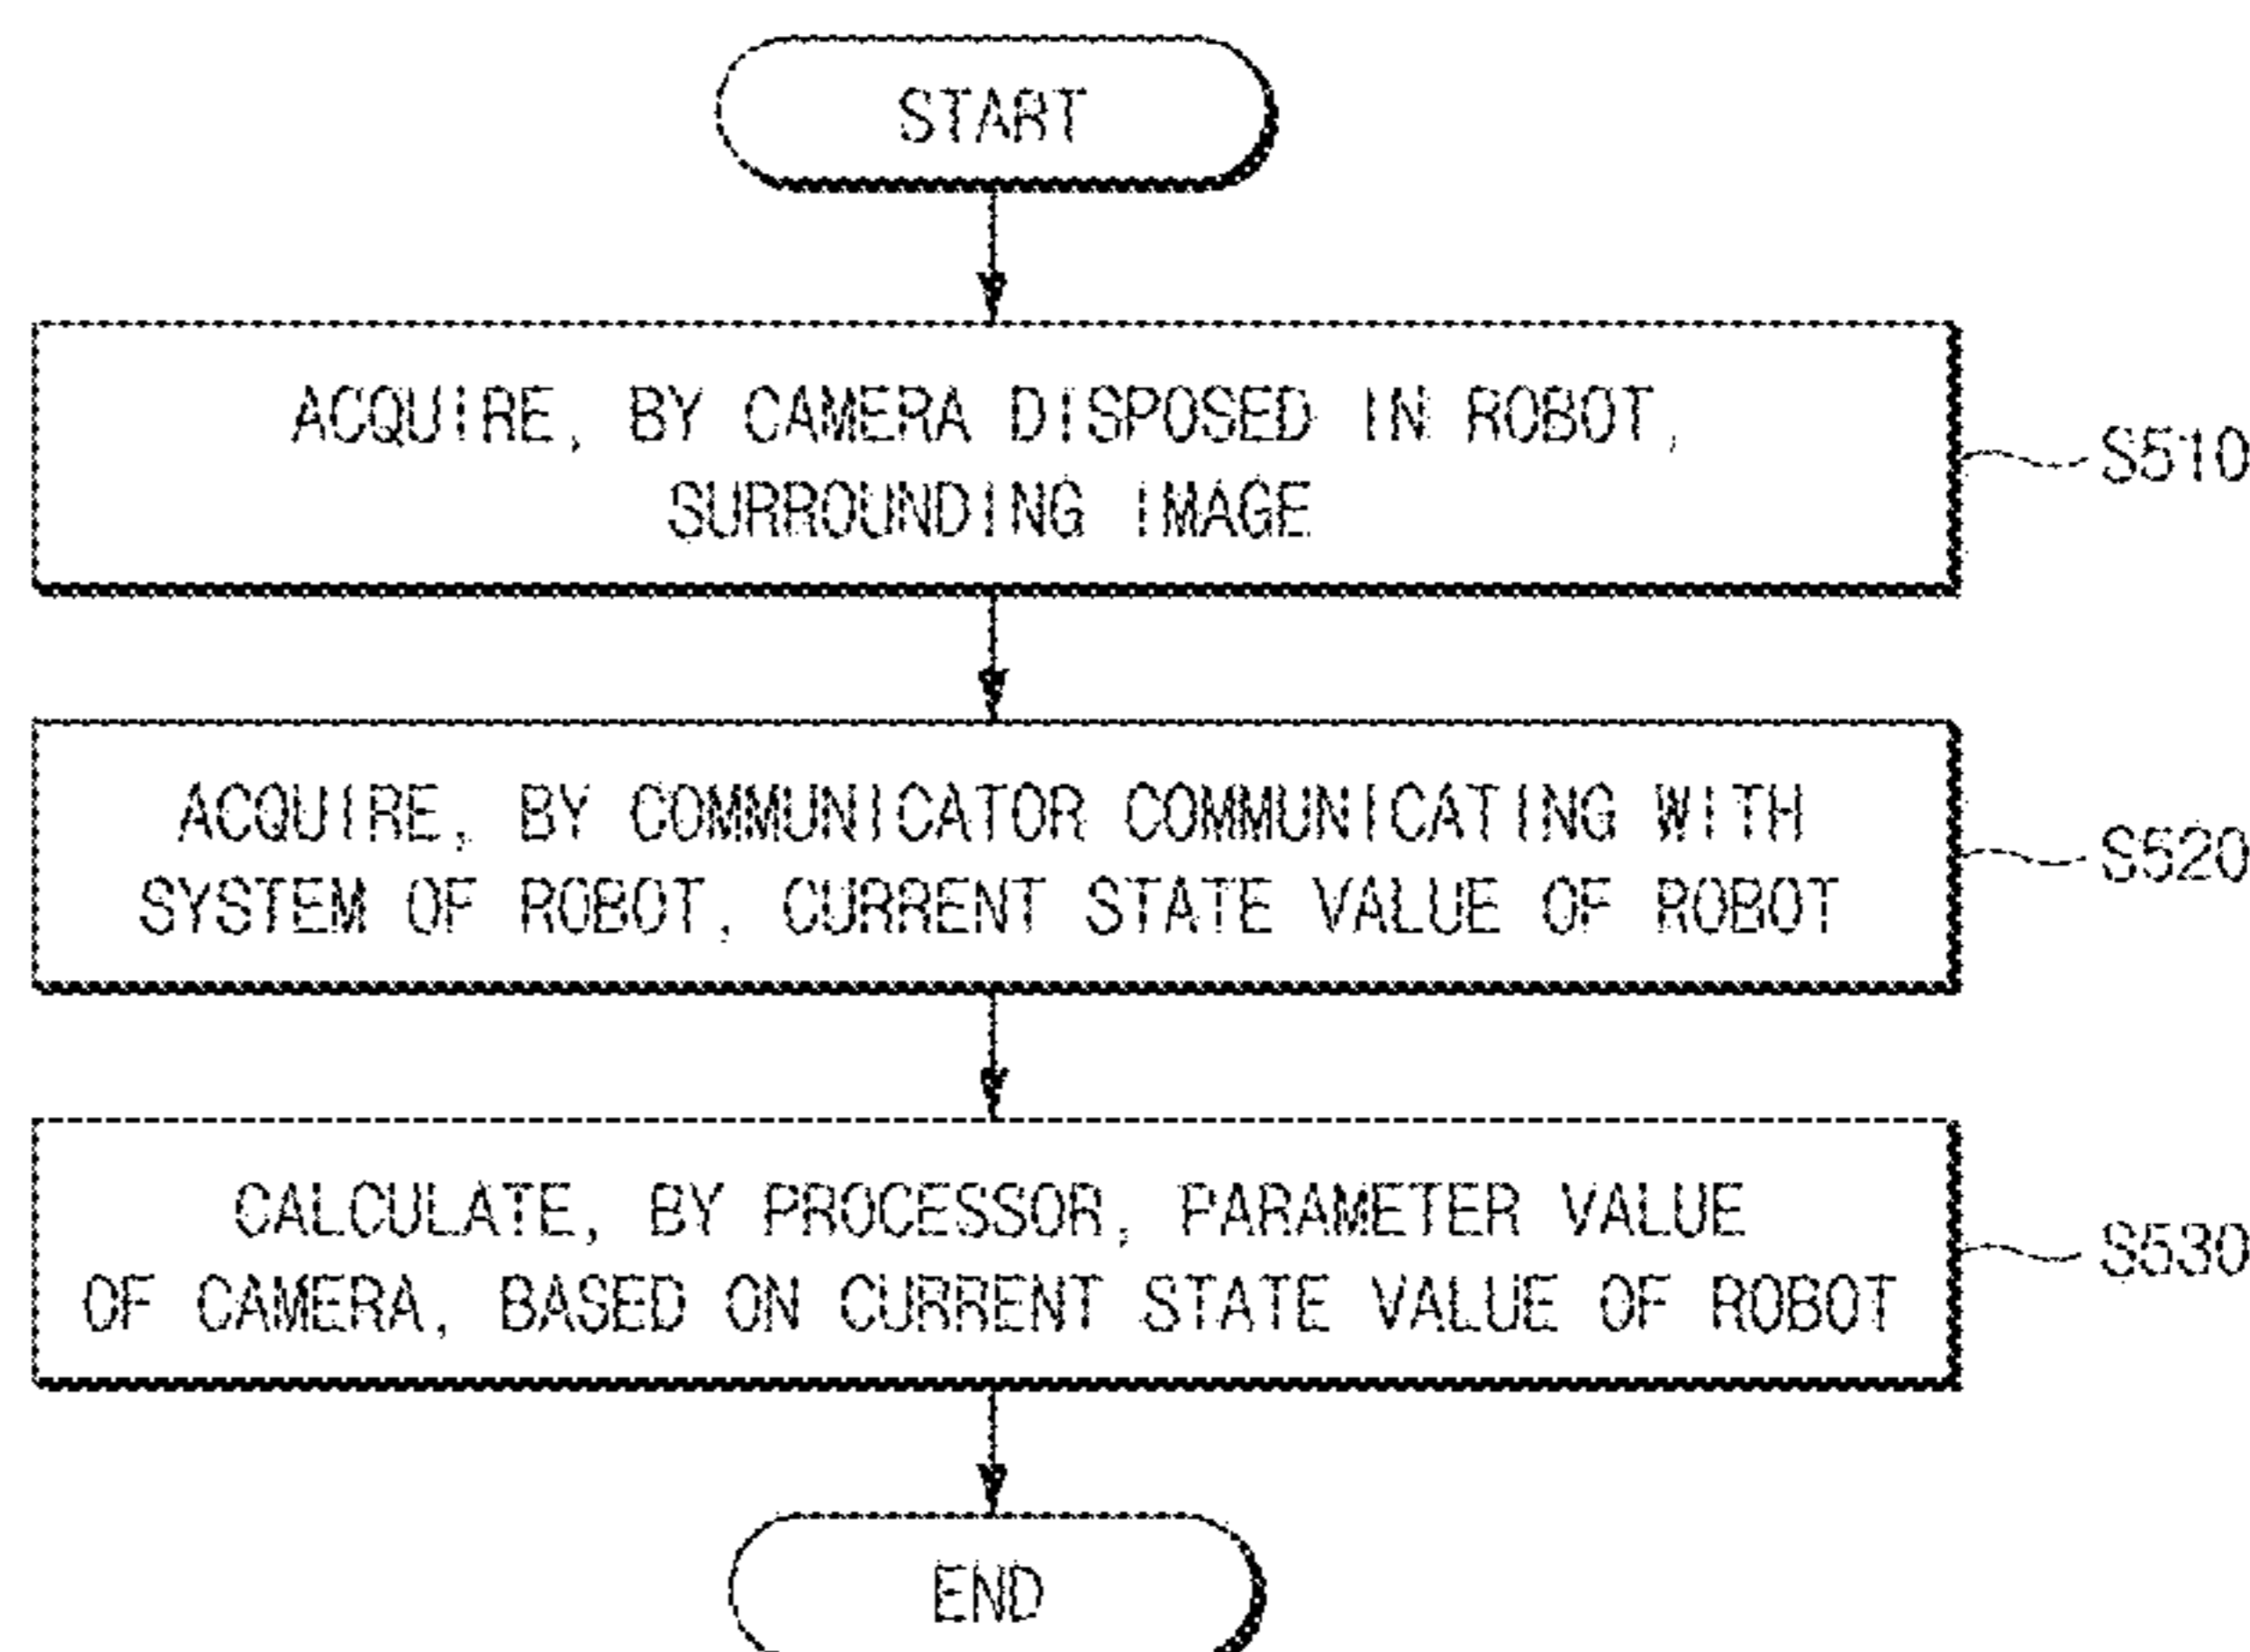 START
ACQUIRE, BY CAMERA DISPOSED IN ROBOT,
SURROUNDING IMAGE
S510
ACQUIRE, BY COMMUNICATOR COMMUNICATING WITH
SYSTEM OF ROBOT, CURRENT STATE VALUE OF ROBOT
S520
CALCULATE, BY PROCESSOR, PARAMETER VALUE
OF CAMERA, BASED ON CURRENT STATE VALUE OF ROBOT
S530
END